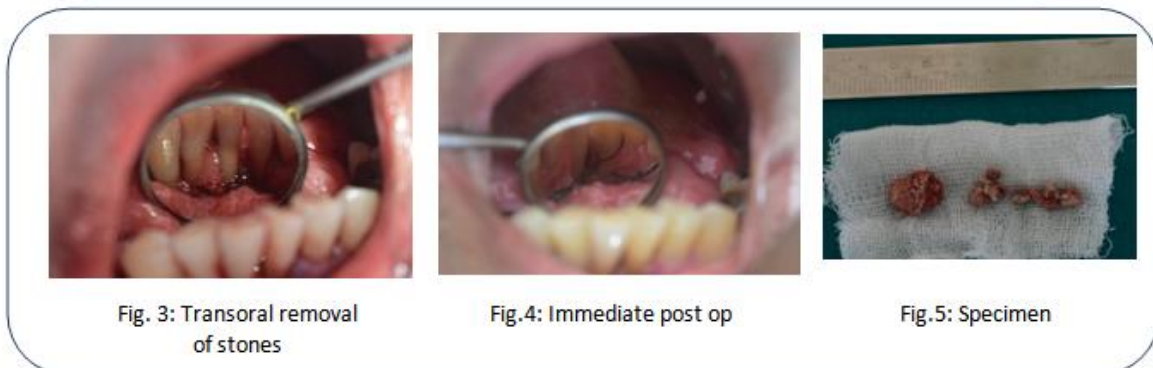 Fig. 3: Transoral removal
of stones
Fig.4: Immediate post op
Fig.5: Specimen